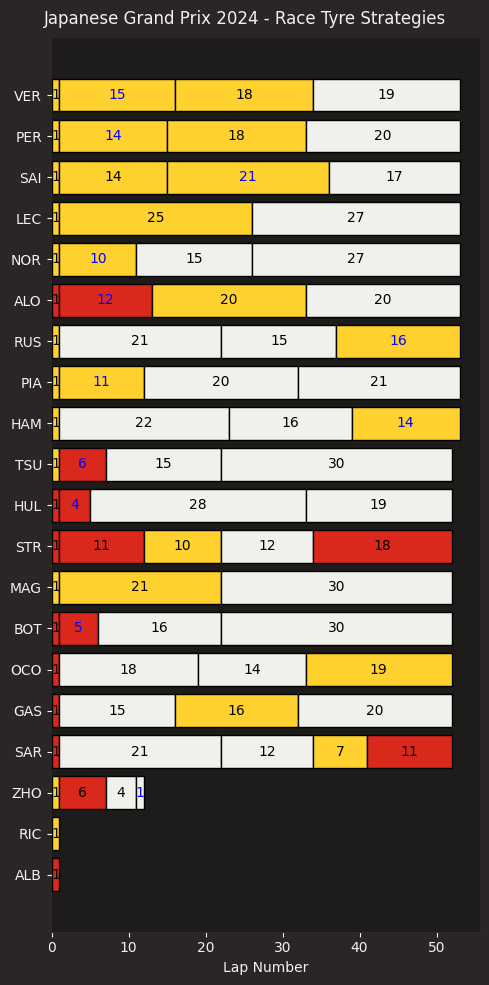 Japanese Grand Prix 2024 - Race Tyre Strategies
VER 1 15 18 19
PER 1 14 18 20
SAI 1 14 21 17
LEC 1 25 27
NOR 1 10 15 27
ALO 1 12 20 20
RUS 1 21 15 16
PIA 1 11 20 21
HAM 1 22 16 14
TSU 1 6 15 30
HUL 1 4 28 19
STR 1 11 10 12 18
MAG 1 21 30
BOT 1 5 16 30
OCO 1 18 14 19
GAS 1 15 16 20
SAR 1 21 12 7 11
ZHO 1 6 4 1
RIC 1
ALB 1
0 10 20 30 40 50
Lap Number